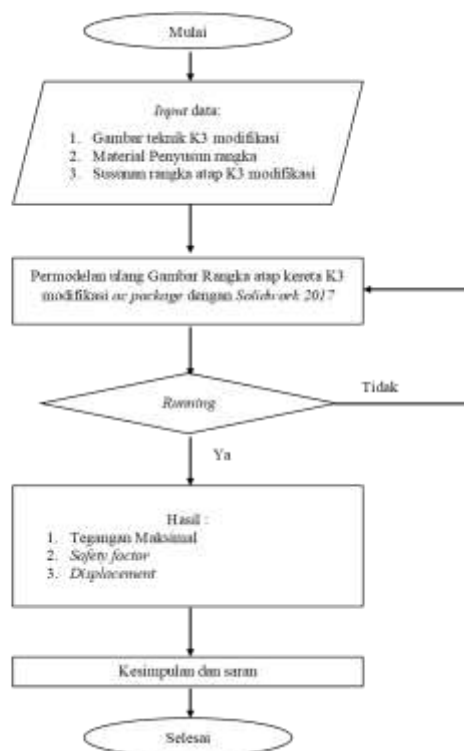 Mulai
Input data:
1. Gambar teknik K3 modifikasi
2. Material Penyusun rangka
3. Susunan rangka atap K3 modifikasi
Permodelan ulang Gambar Rangka atap kereta K3
modifikasi ac package dengan Solidwork 2017
Running
Tidak
Ya
Hasil :
1. Tegangan Maksimal
2. Safety factor
3. Displacement
Kesimpulan dan saran
Selesai